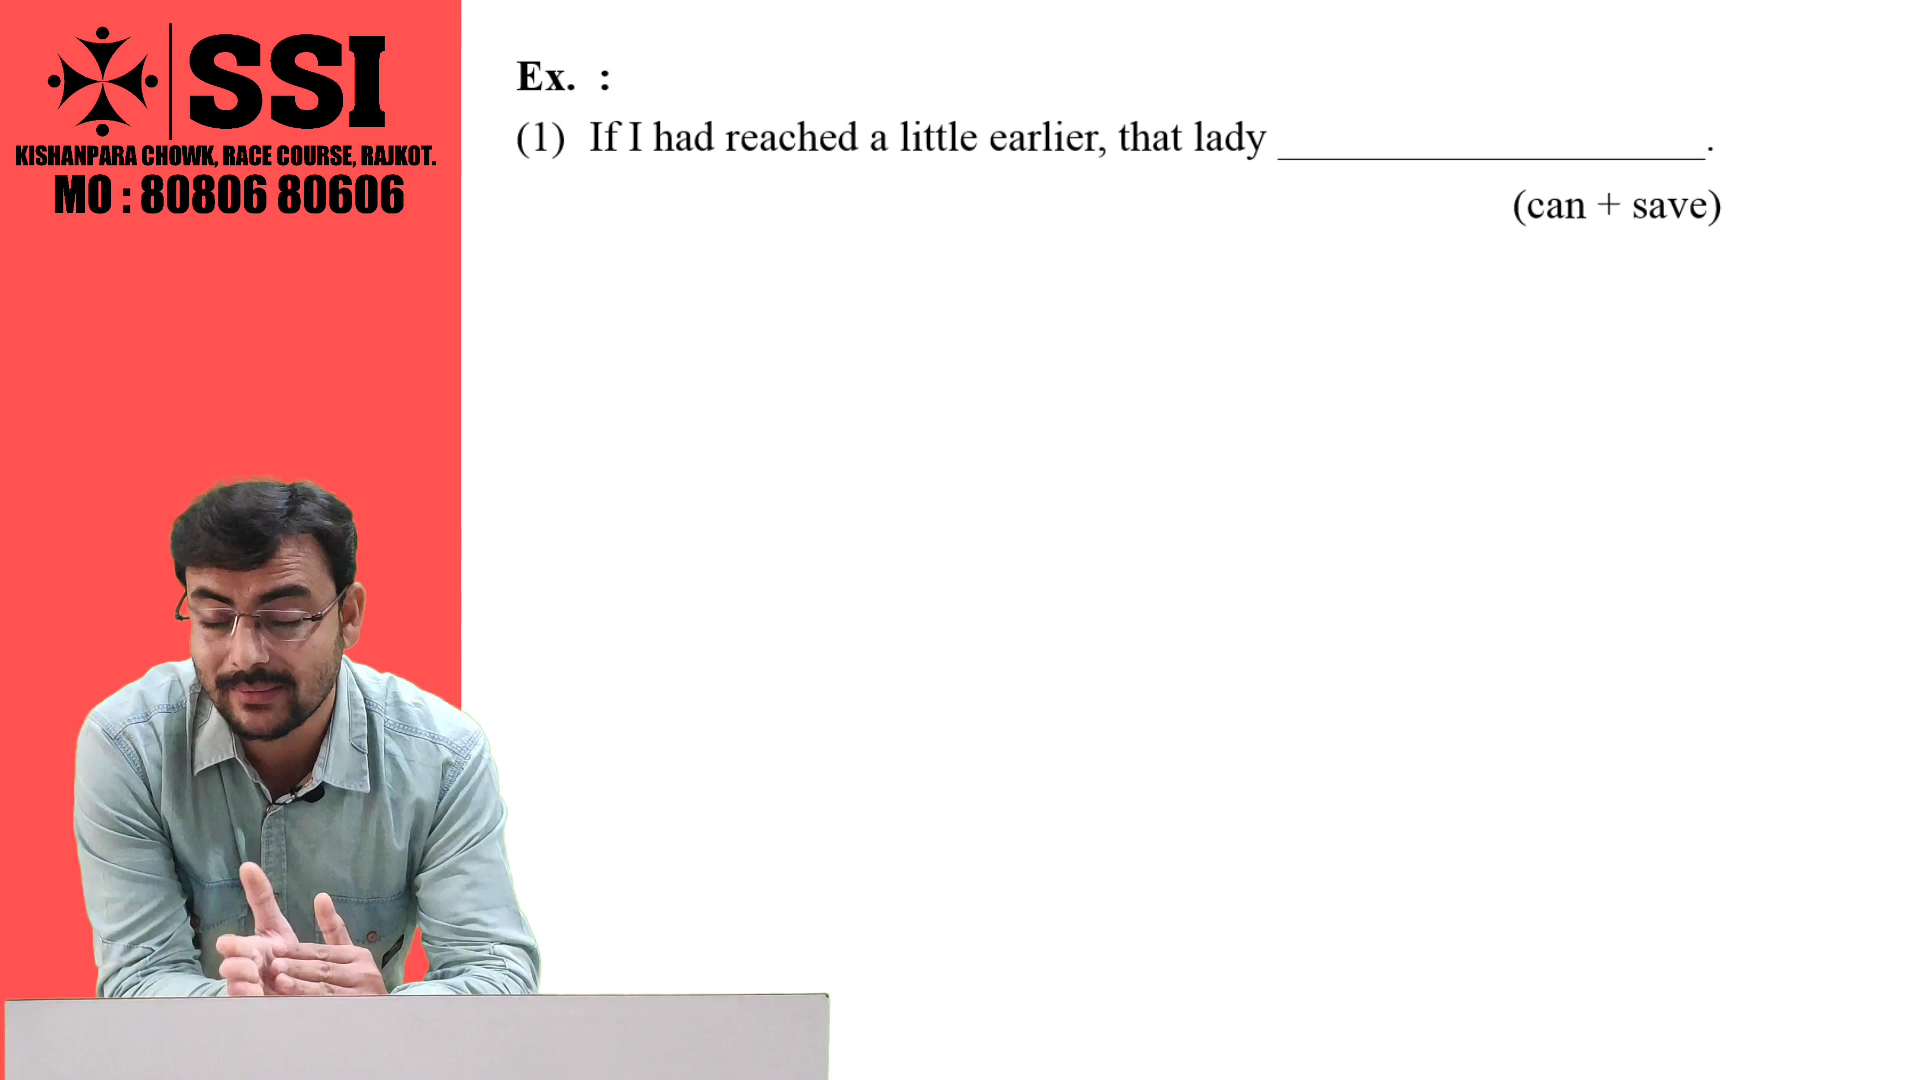 SSI
KISHANPARA CHOWK, RACE COURSE, RAJKOT.
MO : 80806 80606
Ex. :
(1) If I had reached a little earlier, that lady ____________________.
(can + save)